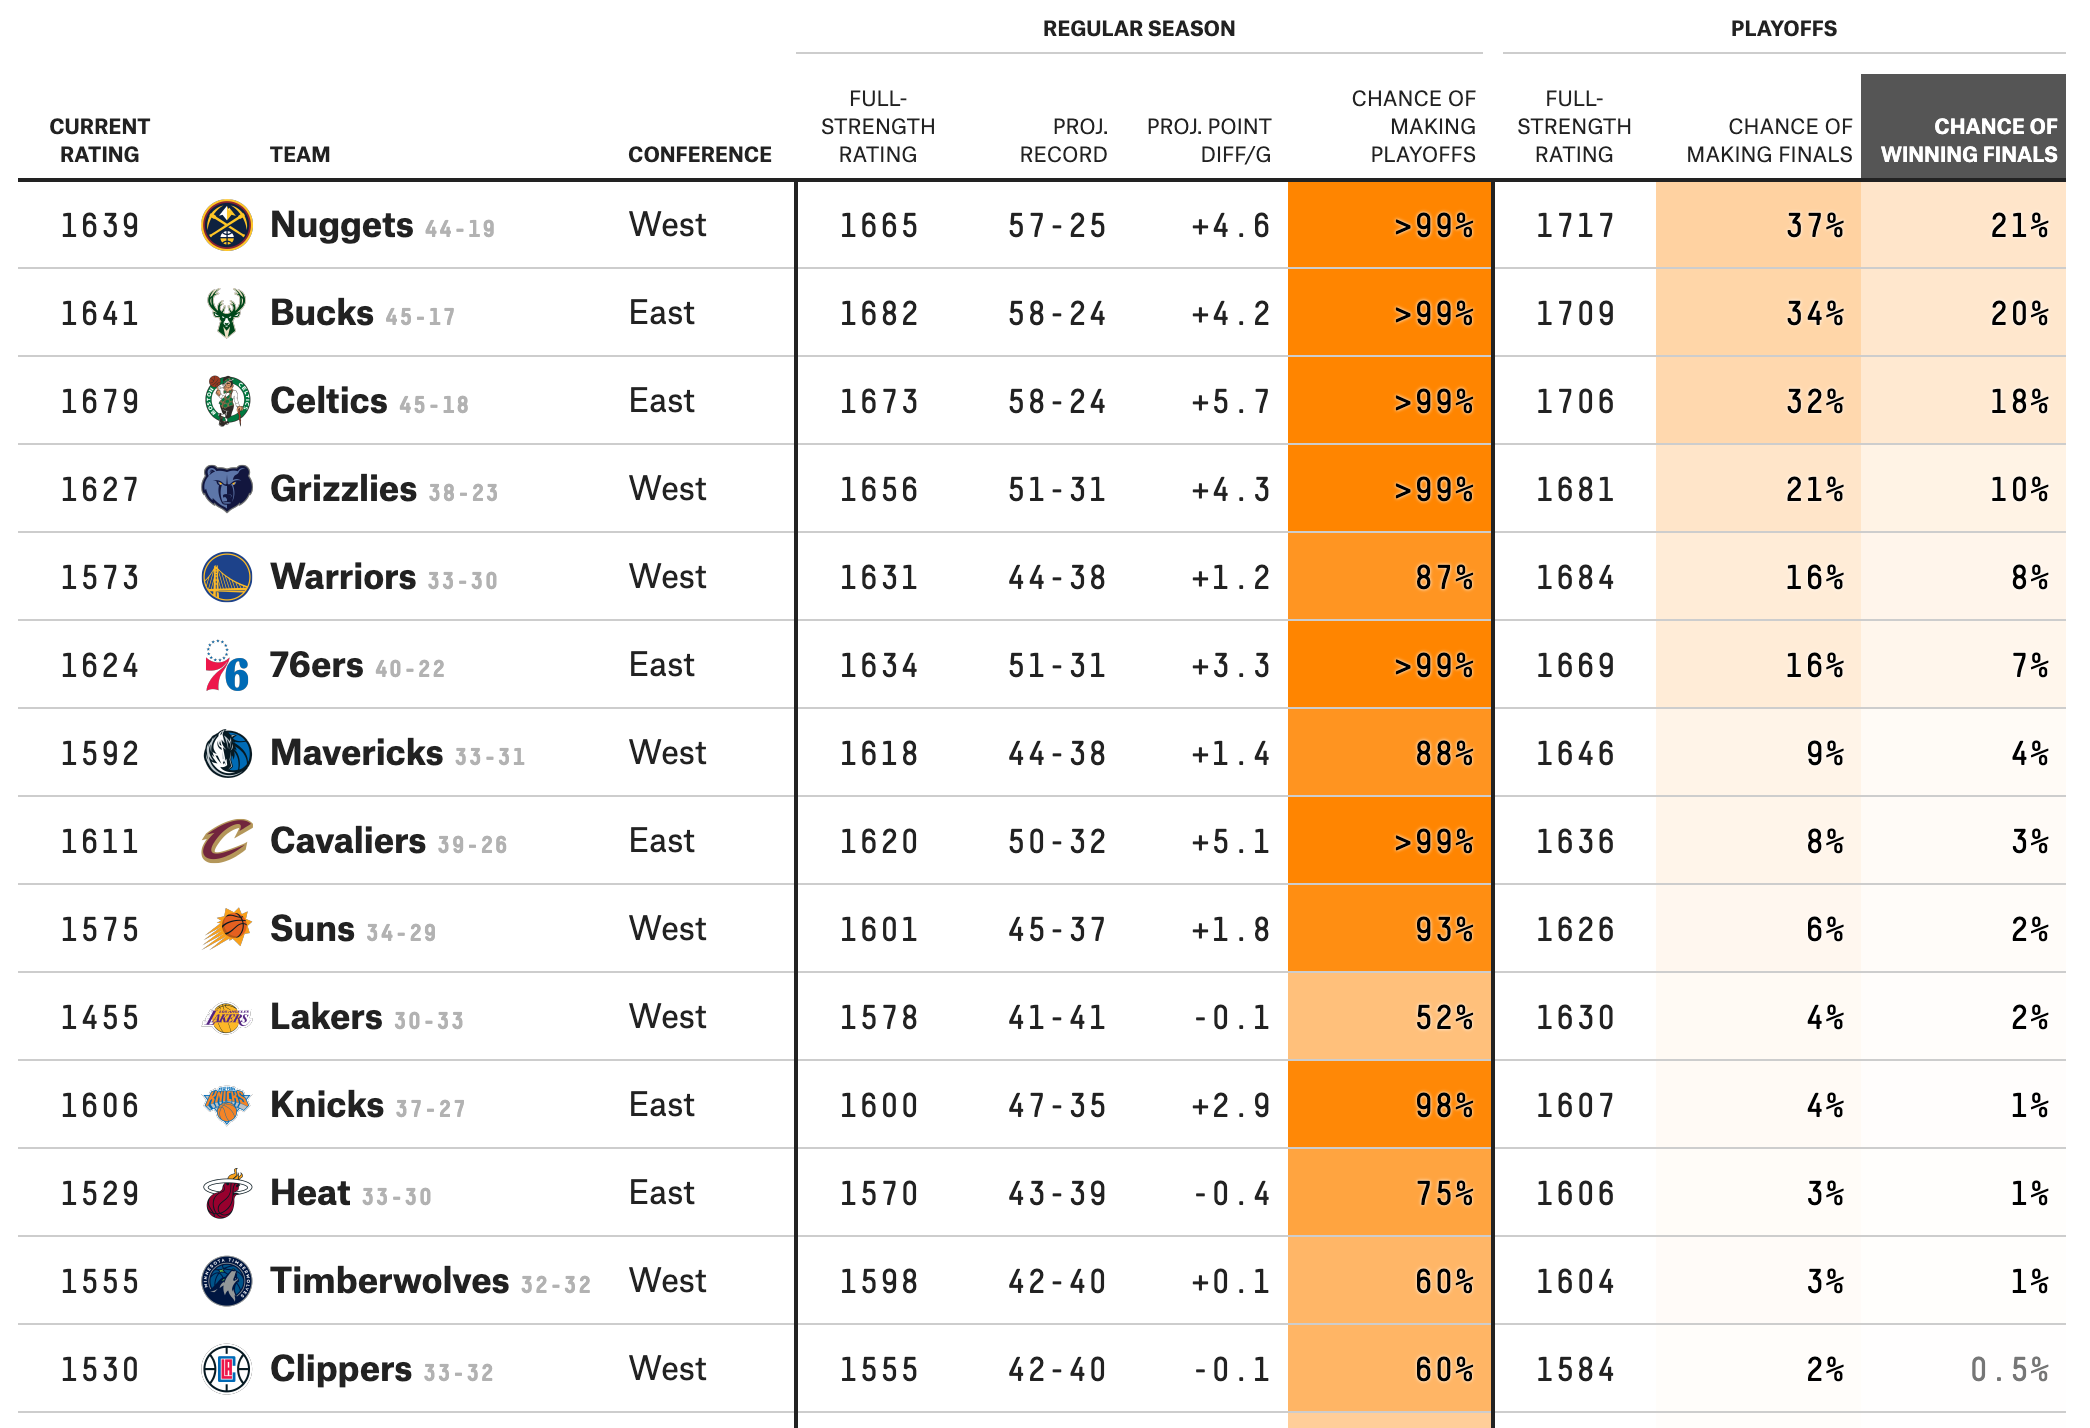 REGULAR SEASON PLAYOFFS
CURRENT RATING TEAM CONFERENCE FULL-STRENGTH RATING PROJ. RECORD PROJ. POINT DIFF/G CHANCE OF MAKING PLAYOFFS FULL-STRENGTH RATING CHANCE OF MAKING FINALS CHANCE OF WINNING FINALS
1639 Nuggets 44-19 West 1665 57-25 +4.6 >99% 1717 37% 21%
1641 Bucks 45-17 East 1682 58-24 +4.2 >99% 1709 34% 20%
1679 Celtics 45-18 East 1673 58-24 +5.7 >99% 1706 32% 18%
1627 Grizzlies 38-23 West 1656 51-31 +4.3 >99% 1681 21% 10%
1573 Warriors 33-30 West 1631 44-38 +1.2 87% 1684 16% 8%
1624 76 76ers 40-22 East 1634 51-31 +3.3 >99% 1669 16% 7%
1592 Mavericks 33-31 West 1618 44-38 +1.4 88% 1646 9% 4%
1611 C Cavaliers 39-26 East 1620 50-32 +5.1 >99% 1636 8% 3%
1575 Suns 34-29 West 1601 45-37 +1.8 93% 1626 6% 2%
1455 LAKERS Lakers 30-33 West 1578 41-41 -0.1 52% 1630 4% 2%
1606 KNICKS Knicks 37-27 East 1600 47-35 +2.9 98% 1607 4% 1%
1529 Heat 33-30 East 1570 43-39 -0.4 75% 1606 3% 1%
1555 Timberwolves 32-32 West 1598 42-40 +0.1 60% 1604 3% 1%
1530 Clippers 33-32 West 1555 42-40 -0.1 60% 1584 2% 0.5%